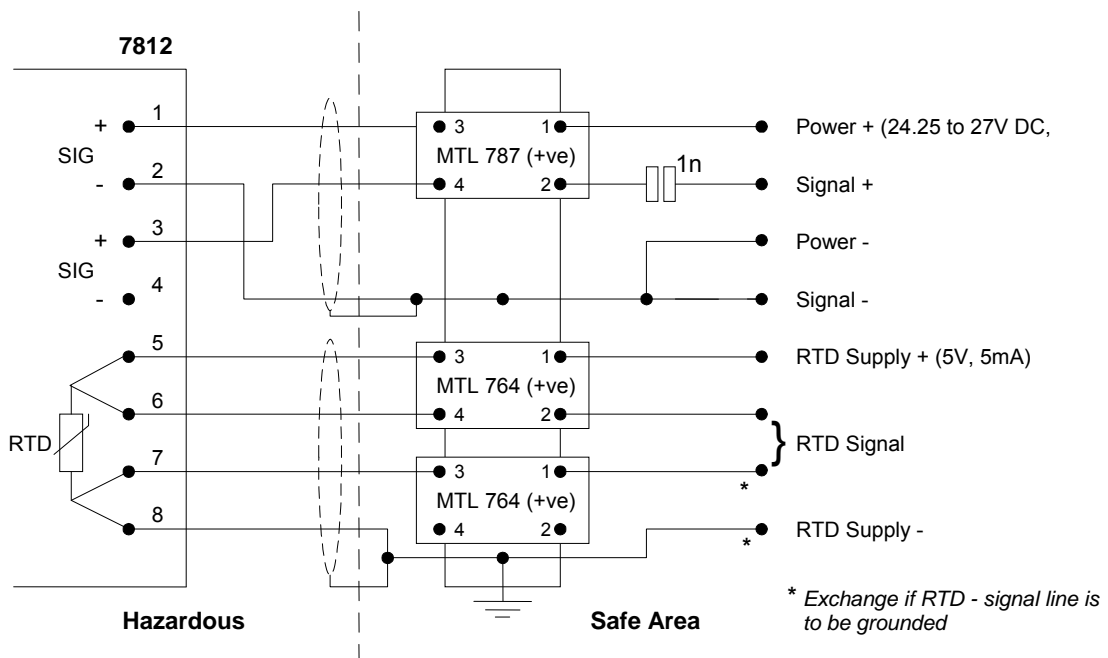 7812
1
+
3
1
Power + (24.25 to 27V DC,
SIG
MTL 787 (+ve)
1n
2
-
4
2
Signal +
3
+
Power -
SIG
4
-
Signal -
5
3
1
RTD Supply + (5V, 5mA)
MTL 764 (+ve)
6
4
2
RTD
}
RTD Signal
7
3
1
*
MTL 764 (+ve)
8
4
2
RTD Supply -
*
Hazardous
Safe Area
* Exchange if RTD - signal line is
to be grounded